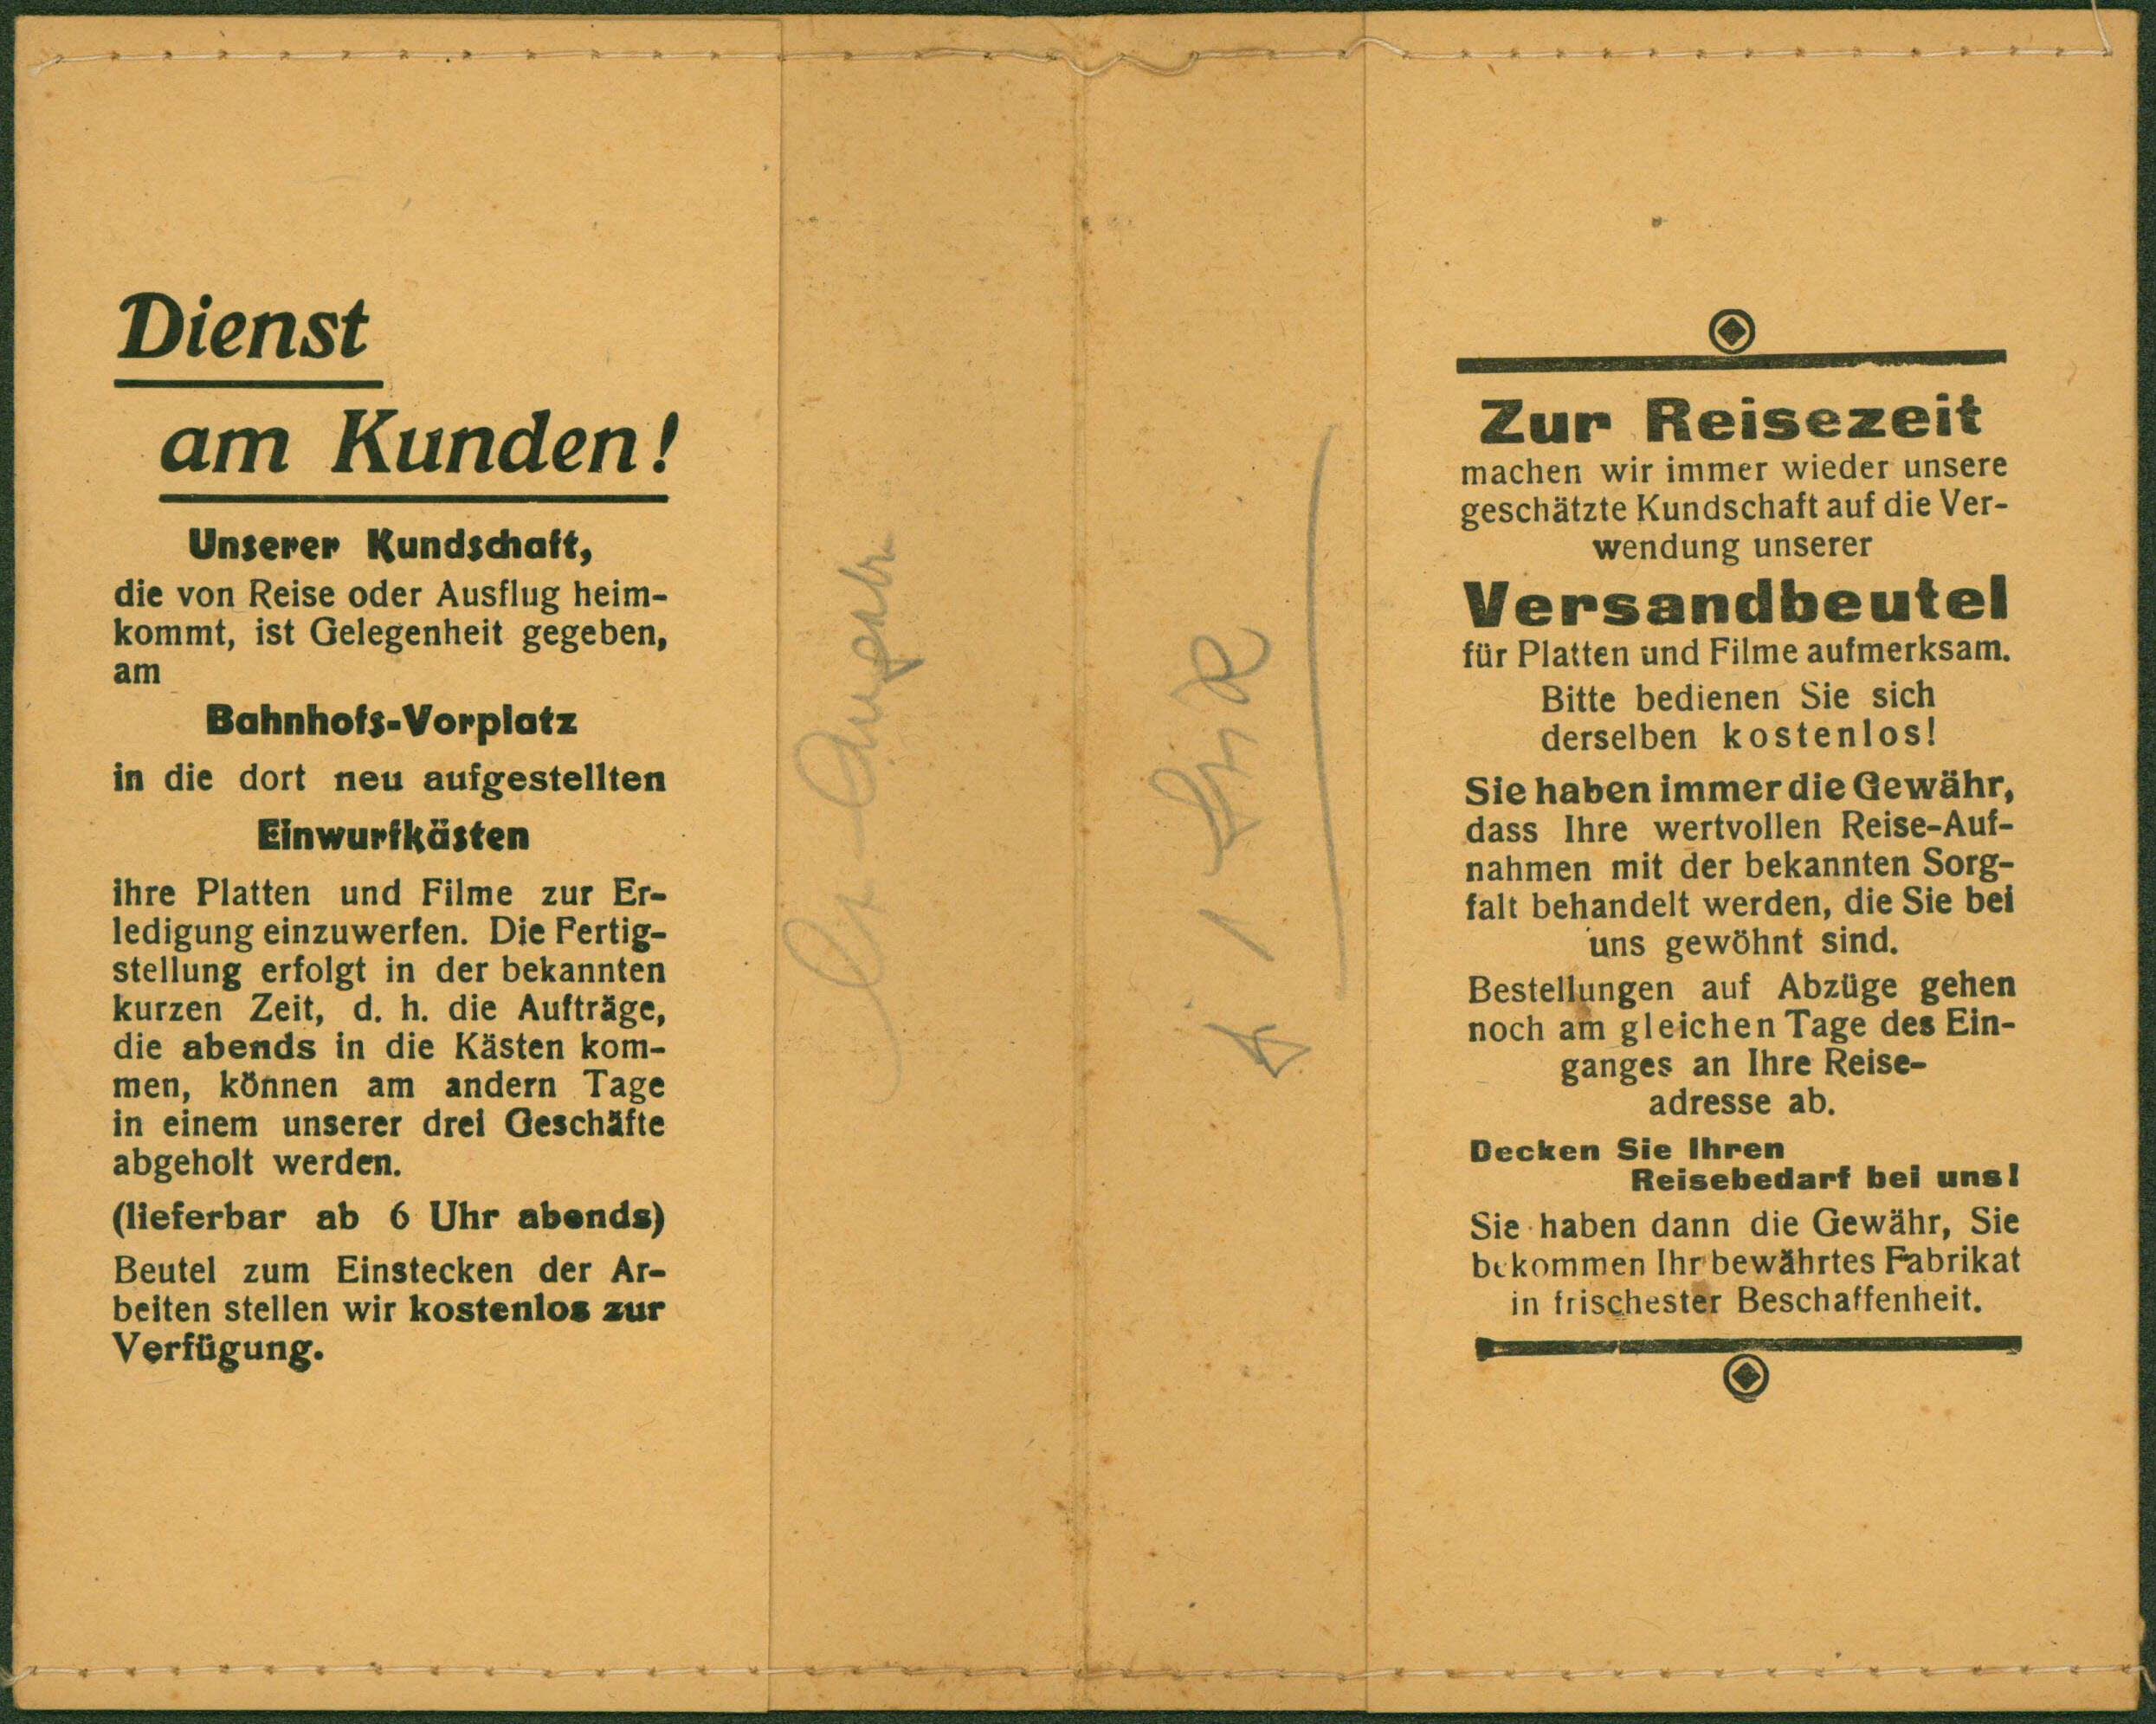 Dienst
am Kunden!
Unserer Kundschaft,
die von Reise oder Ausflug heim-
kommt, ist Gelegenheit gegeben,
am
Bahnhofs-Vorplatz
in die dort neu aufgestellten
Einwurfkästen
ihre Platten und Filme zur Er-
ledigung einzuwerfen. Die Fertig-
stellung erfolgt in der bekannten
kurzen Zeit, d. h. die Aufträge,
die abends in die Kästen kom-
men, können am andern Tage
in einem unserer drei Geschäfte
abgeholt werden.
(lieferbar ab 6 Uhr abends)
Beutel zum Einstecken der Ar-
beiten stellen wir kostenlos zur
Verfügung.
Zur Reisezeit
machen wir immer wieder unsere
geschätzte Kundschaft auf die Ver-
wendung unserer
Versandbeutel
für Platten und Filme aufmerksam.
Bitte bedienen Sie sich
derselben kostenlos!
Sie haben immer die Gewähr,
dass Ihre wertvollen Reise-Auf-
nahmen mit der bekannten Sorg-
falt behandelt werden, die Sie bei
uns gewöhnt sind.
Bestellungen auf Abzüge gehen
noch am gleichen Tage des Ein-
ganges an Ihre Reise-
adresse ab.
Decken Sie Ihren
Reisebedarf bei uns!
Sie haben dann die Gewähr, Sie
bekommen Ihr bewährtes Fabrikat
in frischester Beschaffenheit.